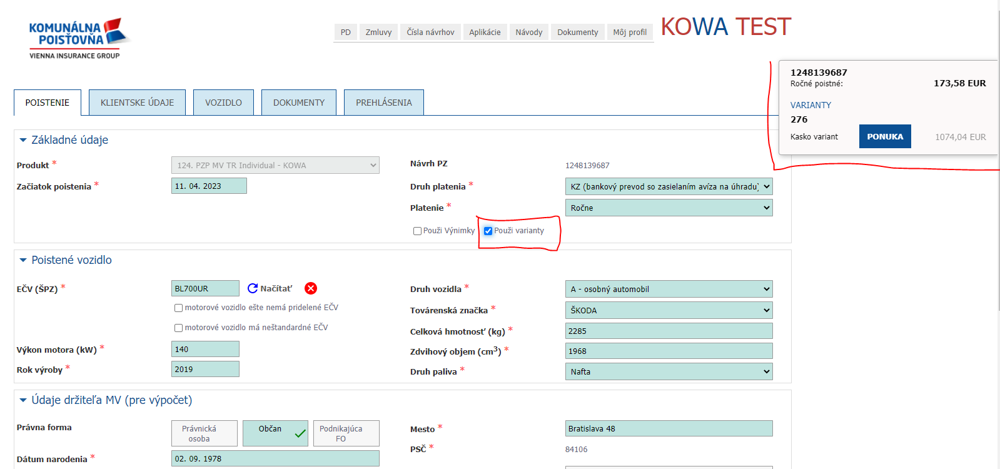 KOMUNÁLNA
POISŤOVŇA
VIENNA INSURANCE GROUP
PD
Zmluvy
Čísla návrhov
Aplikácie
Návody
Dokumenty
Môj profil
KOWA TEST
1248139687
Ročné poistné:
173,58 EUR
VARIANTY
276
Kasko variant
PONUKA
1074,04 EUR
POISTENIE
KLIENTSKE ÚDAJE
VOZIDLO
DOKUMENTY
PREHLÁSENIA
Základné údaje
Produkt *
124. PZP MV TR Individual - KOWA
Návrh PZ
1248139687
Začiatok poistenia *
11. 04. 2023
Druh platenia *
KZ (bankový prevod so zasielaním avíza na úhradu)
Platenie *
Ročne
Použi Výnimky
Použi varianty
Poistené vozidlo
EČV (ŠPZ) *
BL700UR
Načítať
Druh vozidla *
A - osobný automobil
motorové vozidlo ešte nemá pridelené EČV
Továrenská značka *
ŠKODA
motorové vozidlo má neštandardné EČV
Celková hmotnosť (kg) *
2285
Výkon motora (kW) *
140
Zdvihový objem (cm3) *
1968
Rok výroby *
2019
Druh paliva *
Nafta
Údaje držiteľa MV (pre výpočet)
Právna forma
Právnická
osoba
Občan
Podnikajúca
FO
Mesto *
Bratislava 48
PSČ *
84106
Dátum narodenia *
02. 09. 1978